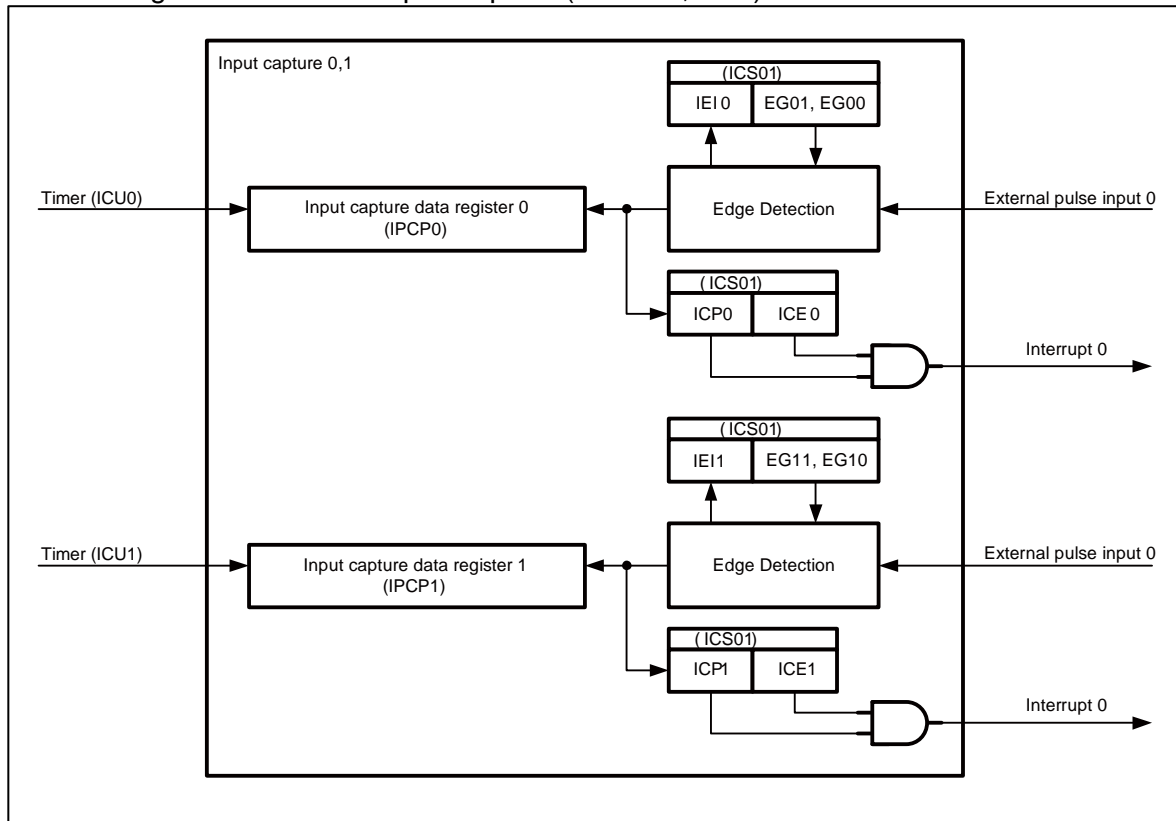 Input capture 0,1
(ICS01)
IEI 0
EG01, EG00
Timer (ICU0)
Input capture data register 0
(IPCP0)
Edge Detection
External pulse input 0
( ICS01)
ICP0
ICE 0
Interrupt 0
( ICS01)
IEI1
EG11, EG10
Timer (ICU1)
Input capture data register 1
(IPCP1)
Edge Detection
External pulse input 0
( ICS01)
ICP1
ICE1
Interrupt 0